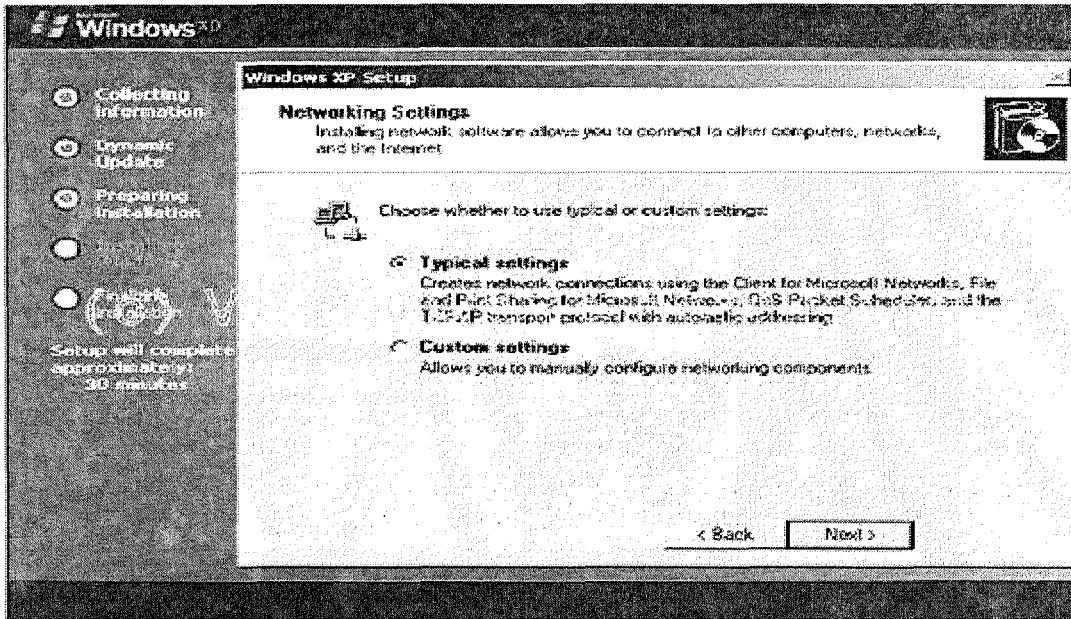 Windows XP
Collecting
Information
Dynamic
Update
Preparing
Installation
Finalizing
Installation
Setup will complete
approximately:
30 minutes
Windows XP Setup
Networking Settings
Installing network software allows you to connect to other computers, networks,
and the Internet
Choose whether to use typical or custom settings:
Typical settings
Creates network connections using the Client for Microsoft Networks, File
and Print Sharing for Microsoft Networks, QoS Packet Scheduler, and the
TCP/IP transport protocol with automatic addressing
Custom settings
Allows you to manually configure networking components
< Back
Next >